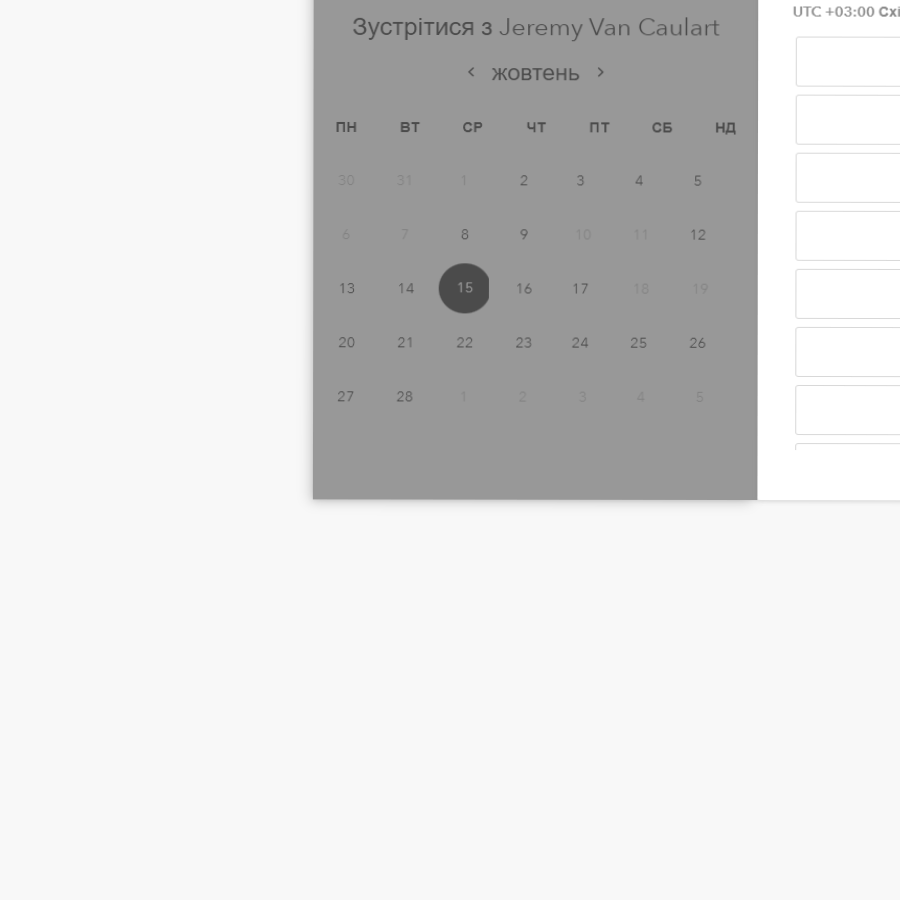 Зустрітися з Jeremy Van Caulart
‹ жовтень ›
ПН ВТ СР ЧТ ПТ СБ НД
30 31 1 2 3 4 5
6 7 8 9 10 11 12
13 14 15 16 17 18 19
20 21 22 23 24 25 26
27 28 1 2 3 4 5
UTC +03:00